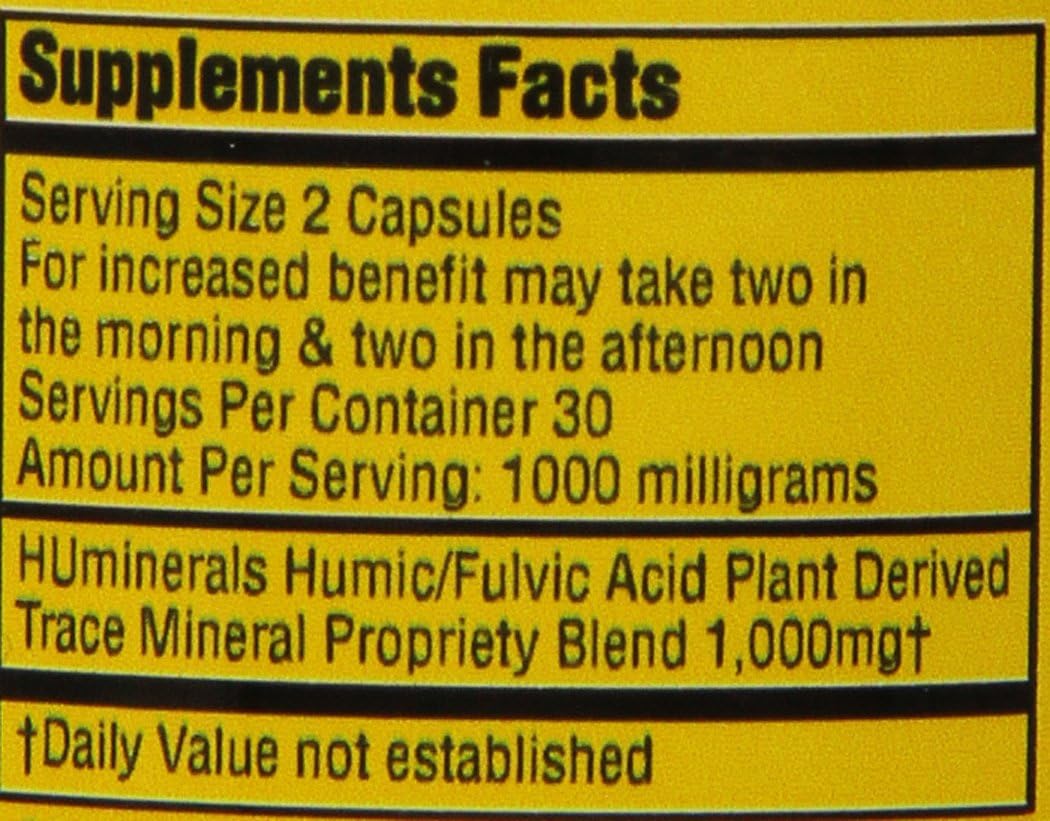 Supplements Facts
Serving Size 2 Capsules
For increased benefit may take two in
the morning & two in the afternoon
Servings Per Container 30
Amount Per Serving: 1000 milligrams
HUminerals Humic/Fulvic Acid Plant Derived
Trace Mineral Propriety Blend 1,000mg†
†Daily Value not established